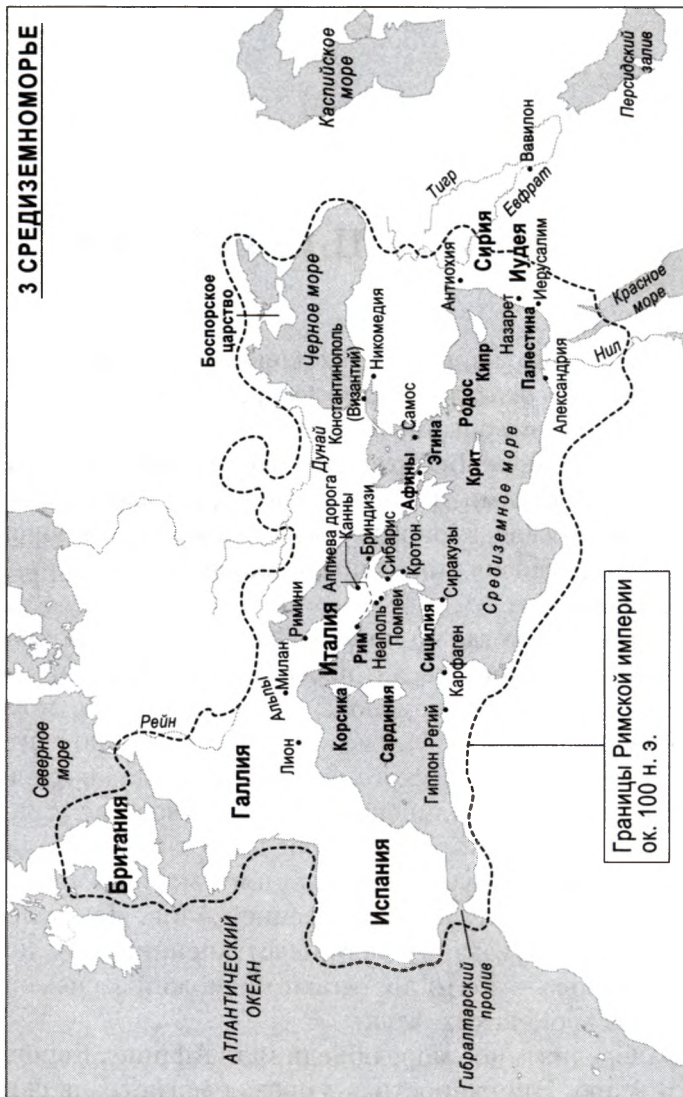 3 СРЕДИЗЕМНОМОРЬЕ
Северное
море
Британия
АТЛАНТИЧЕСКИЙ
ОКЕАН
Рейн
Галлия
Лион
Альпы
Милан
Римини
Испания
Гибралтарский
пролив
Корсика
Сардиния
Италия
Рим
Неаполь
Помпеи
Аппиева дорога
Канны
Бриндизи
Сибарис
Кротон
Сицилия
Сиракузы
Гиппон Регий
Карфаген
Средиземное море
Дунай
Боспорское
царство
Черное море
Константинополь
(Византий)
Никомедия
Афины
Самос
Эгина
Крит
Родос
Кипр
Антиохия
Сирия
Назарет
Иудея
Палестина
Иерусалим
Александрия
Нил
Красное
море
Каспийское
море
Тигр
Евфрат
Вавилон
Персидский
залив
Границы Римской империи
ок. 100 н. э.